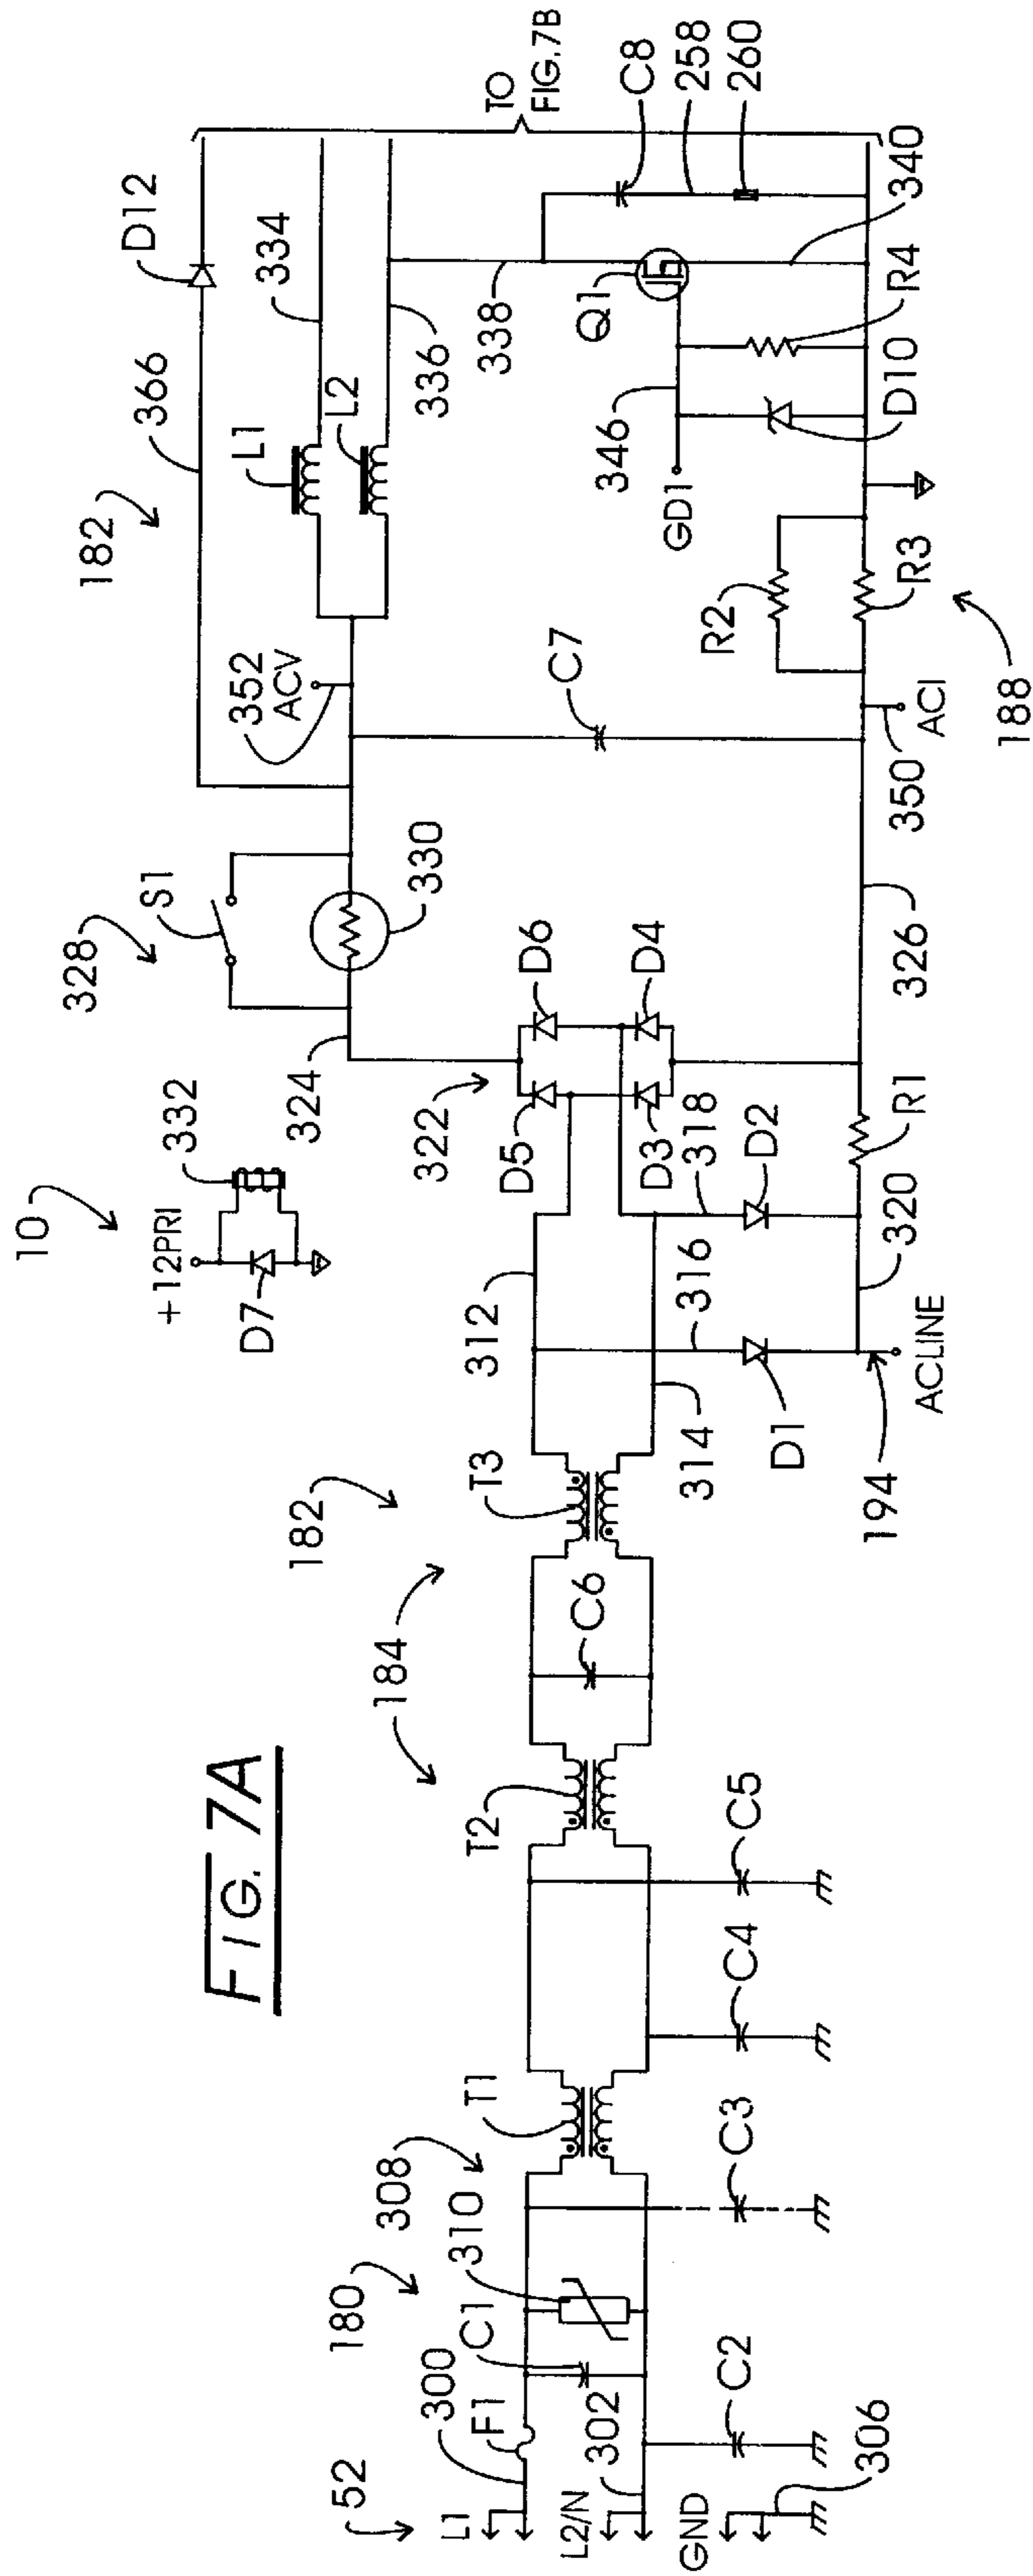 FIG. 7A
10
182
328
S1
366
D12
+12PRI
332
D7
324
330
352
ACV
L1
334
L2
336
TO
FIG. 7B
338
Q1
C8
258
260
346
GD1
R4
D10
340
R2
R3
188
C7
350
ACI
326
322
D5
D6
D3
D4
318
D2
R1
320
316
D1
194
ACLINE
312
314
182
184
T3
C6
T2
C5
C4
T1
C3
308
310
180
C1
300
F1
302
C2
306
52
L1
L2/N
GND